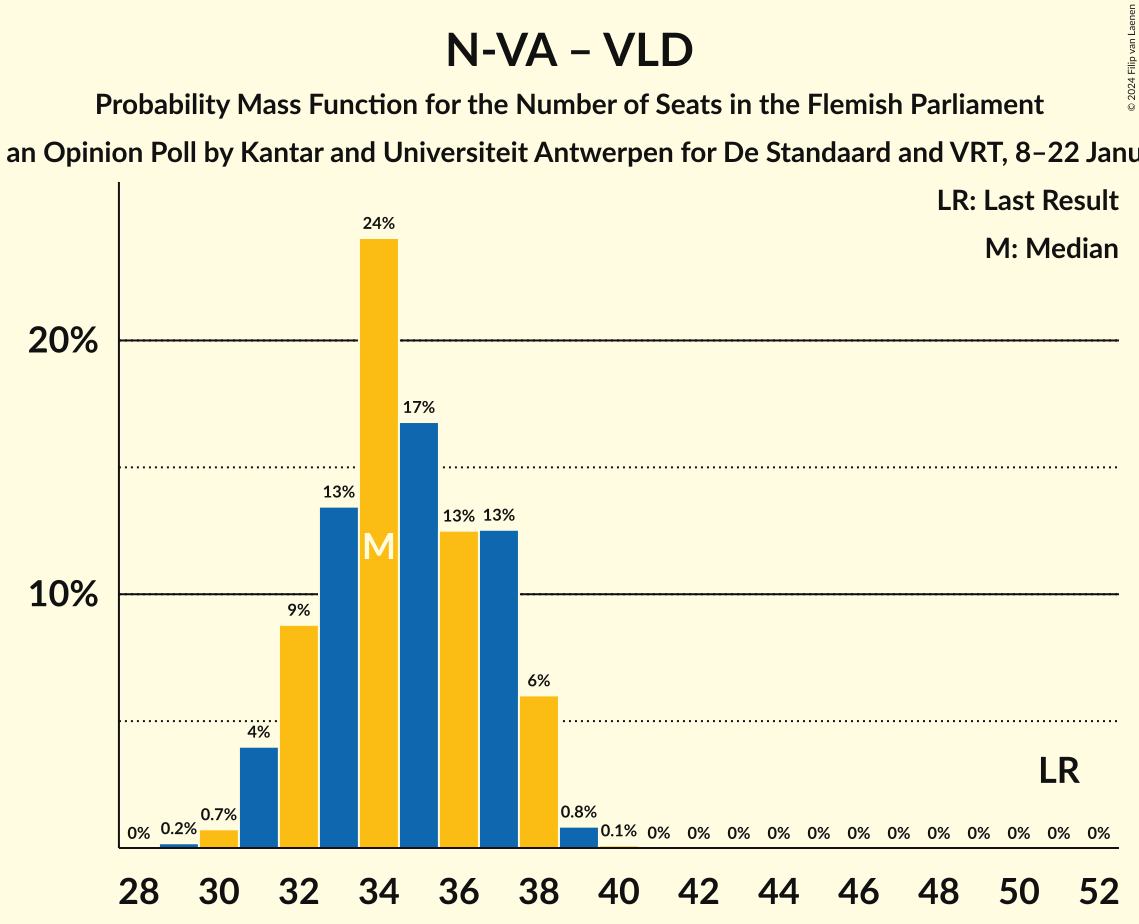 © 2024 Filip van Laenen
N-VA – VLD
Probability Mass Function for the Number of Seats in the Flemish Parliament
an Opinion Poll by Kantar and Universiteit Antwerpen for De Standaard and VRT, 8–22 Janu
LR: Last Result
M: Median
20%
10%
0% 0.2% 0.7% 4% 9% 13% 24% 17% 13% 13% 6% 0.8% 0.1% 0% 0% 0% 0% 0% 0% 0% 0% 0% 0% 0% 0%
M
LR
28 30 32 34 36 38 40 42 44 46 48 50 52